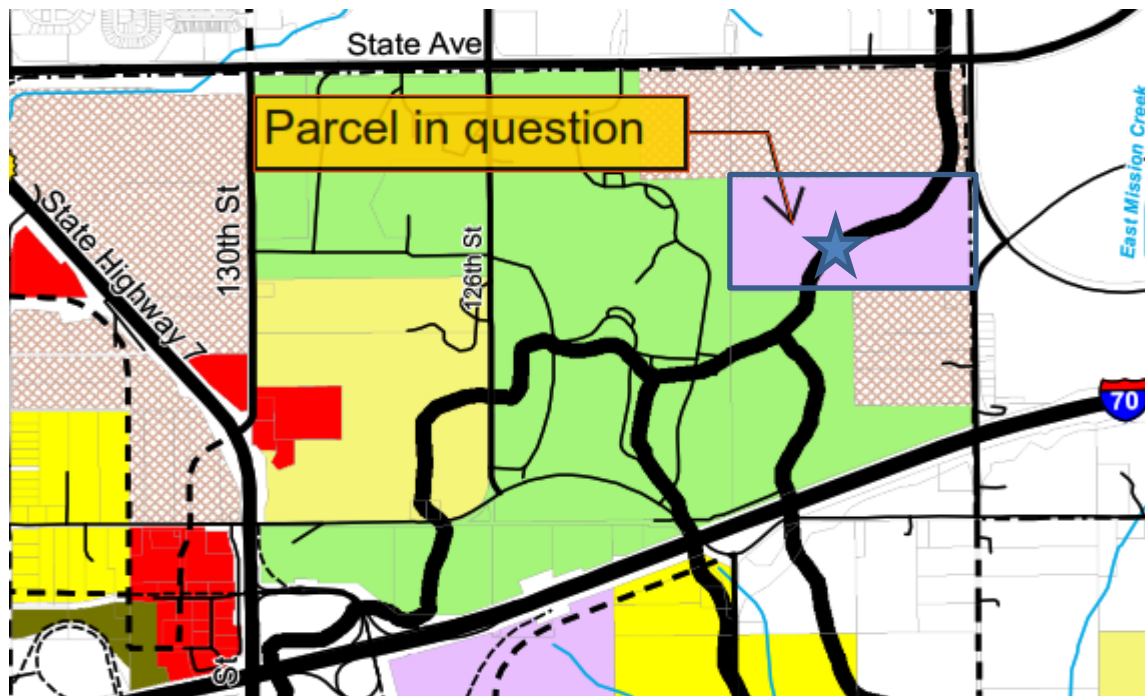 State Ave
Parcel in question
East Mission Creek
130th St
126th St
State Highway 7
70
St